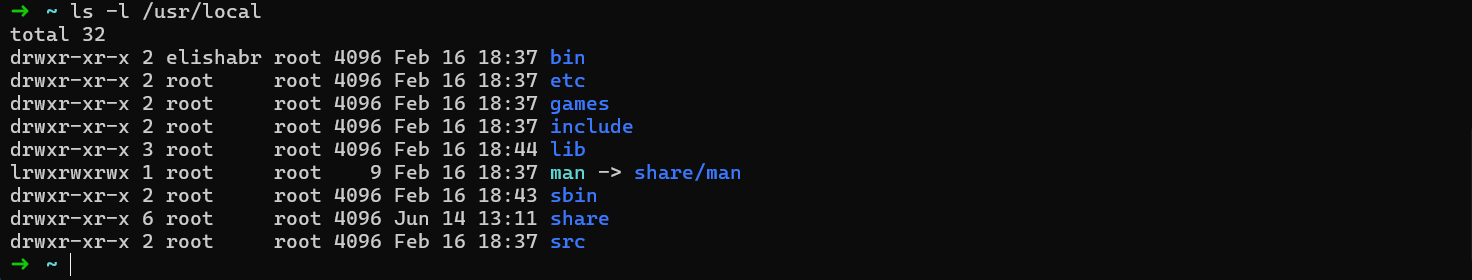 → ~ ls -l /usr/local
total 32
drwxr-xr-x 2 elishabr root 4096 Feb 16 18:37 bin
drwxr-xr-x 2 root     root 4096 Feb 16 18:37 etc
drwxr-xr-x 2 root     root 4096 Feb 16 18:37 games
drwxr-xr-x 2 root     root 4096 Feb 16 18:37 include
drwxr-xr-x 3 root     root 4096 Feb 16 18:44 lib
lrwxrwxrwx 1 root     root    9 Feb 16 18:37 man -> share/man
drwxr-xr-x 2 root     root 4096 Feb 16 18:43 sbin
drwxr-xr-x 6 root     root 4096 Jun 14 13:11 share
drwxr-xr-x 2 root     root 4096 Feb 16 18:37 src
→ ~